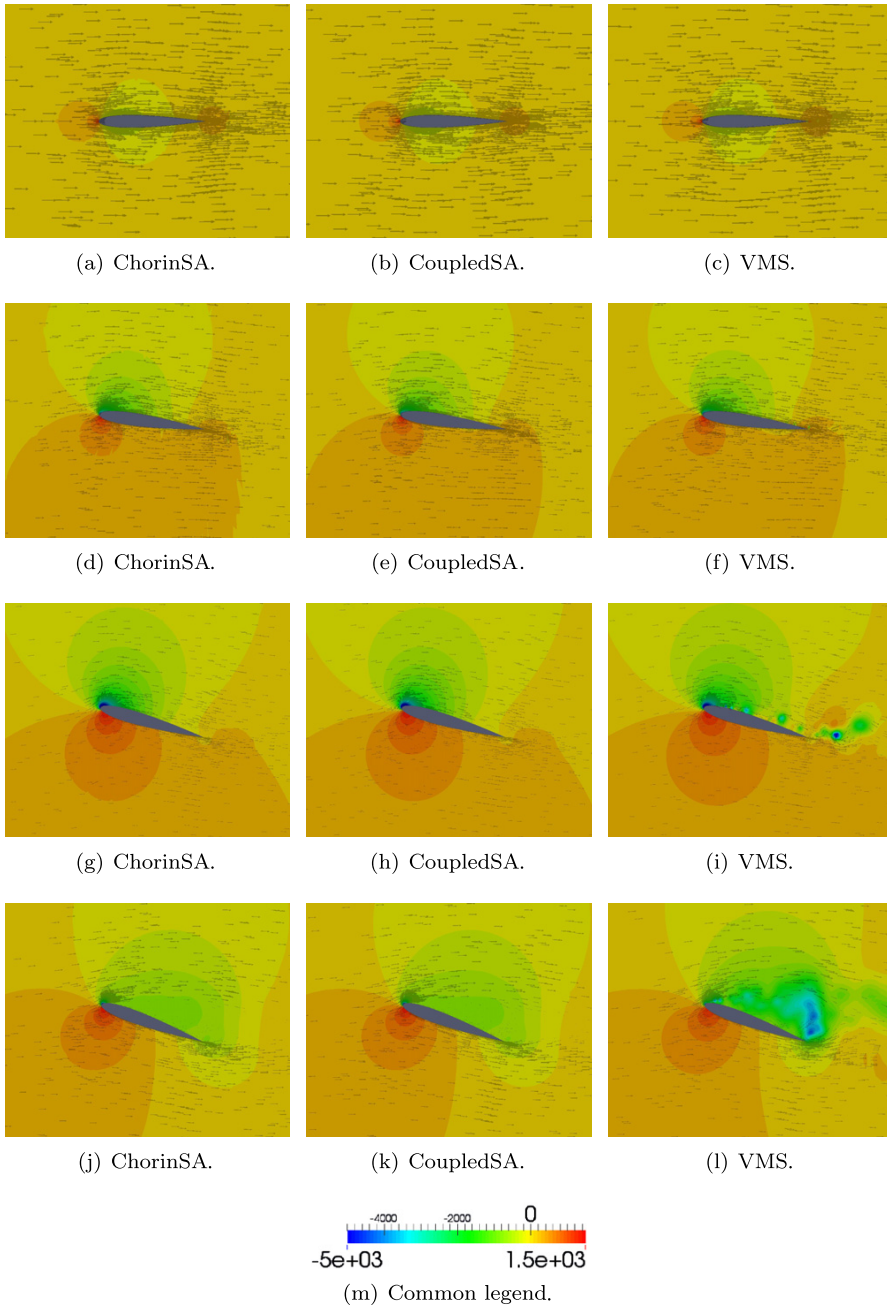 (a) ChorinSA.
(b) CoupledSA.
(c) VMS.
(d) ChorinSA.
(e) CoupledSA.
(f) VMS.
(g) ChorinSA.
(h) CoupledSA.
(i) VMS.
(j) ChorinSA.
(k) CoupledSA.
(l) VMS.
-4000 -2000 0
-5e+03 1.5e+03
(m) Common legend.